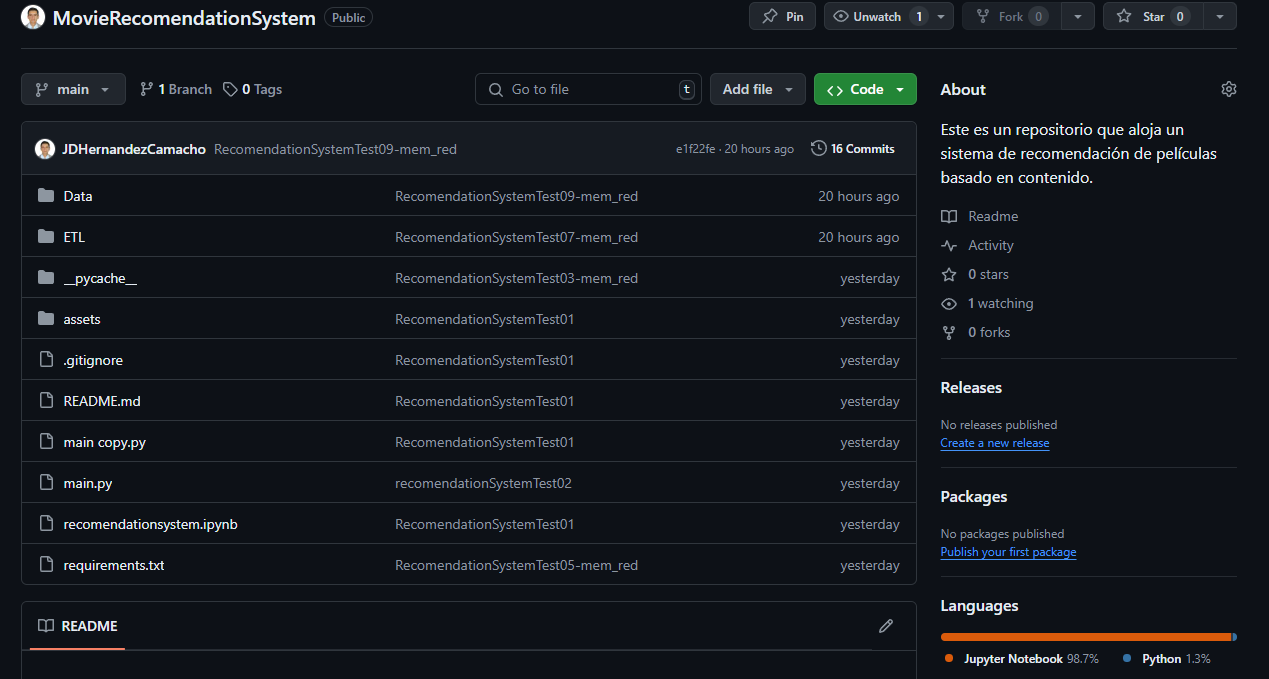 MovieRecomendationSystem Public Pin Unwatch 1 Fork 0 Star 0
main 1 Branch 0 Tags Go to file t Add file Code
JDHernandezCamacho RecomendationSystemTest09-mem_red e1f22fe · 20 hours ago 16 Commits
Data RecomendationSystemTest09-mem_red 20 hours ago
ETL RecomendationSystemTest07-mem_red 20 hours ago
__pycache__ RecomendationSystemTest03-mem_red yesterday
assets RecomendationSystemTest01 yesterday
.gitignore RecomendationSystemTest01 yesterday
README.md RecomendationSystemTest01 yesterday
main copy.py RecomendationSystemTest01 yesterday
main.py recomendationSystemTest02 yesterday
recomendationsystem.ipynb RecomendationSystemTest01 yesterday
requirements.txt RecomendationSystemTest05-mem_red yesterday
README
About
Este es un repositorio que aloja un
sistema de recomendación de películas
basado en contenido.
Readme
Activity
0 stars
1 watching
0 forks
Releases
No releases published
Create a new release
Packages
No packages published
Publish your first package
Languages
Jupyter Notebook 98.7% Python 1.3%